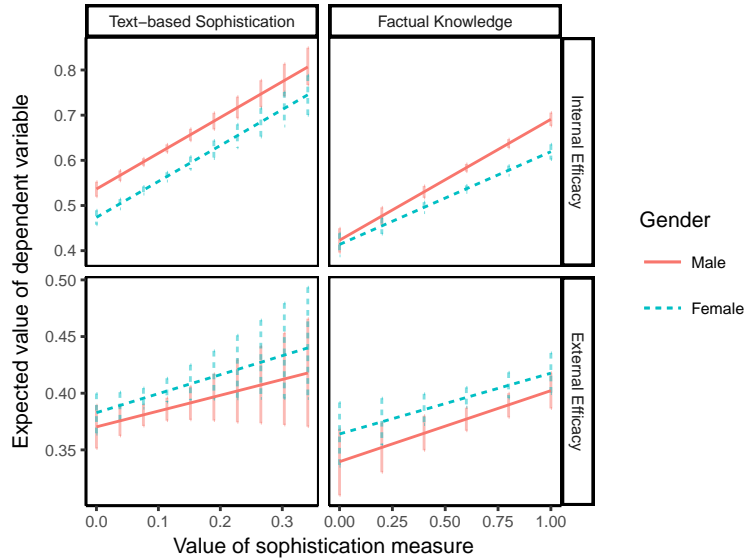 Text−based Sophistication
Factual Knowledge
Expected value of dependent variable
0.8
0.7
0.6
0.5
0.4
Internal Efficacy
0.50
0.45
0.40
0.35
External Efficacy
0.0 0.1 0.2 0.3
0.00 0.25 0.50 0.75 1.00
Value of sophistication measure
Gender
Male
Female